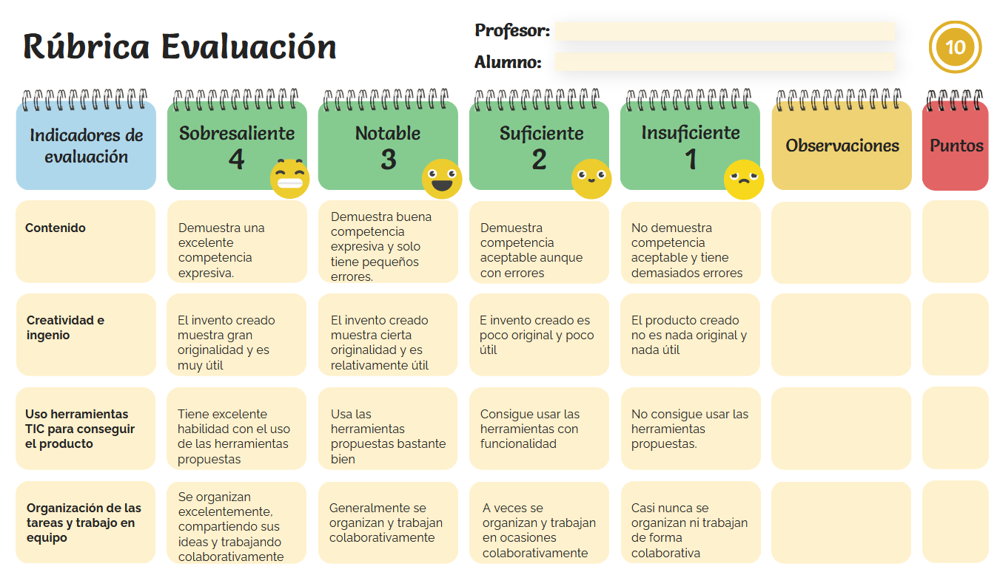 Rúbrica Evaluación
Profesor:
Alumno:
10
Indicadores de
evaluación
Sobresaliente
4
Notable
3
Suficiente
2
Insuficiente
1
Observaciones
Puntos
Contenido
Demuestra una
excelente
competencia
expresiva.
Demuestra buena
competencia
expresiva y solo
tiene pequeños
errores.
Demuestra
competencia
aceptable aunque
con errores
No demuestra
competencia
aceptable y tiene
demasiados errores
Creatividad e
ingenio
El invento creado
muestra gran
originalidad y es
muy útil
El invento creado
muestra cierta
originalidad y es
relativamente útil
E invento creado es
poco original y poco
útil
El producto creado
no es nada original y
nada útil
Uso herramientas
TIC para conseguir
el producto
Tiene excelente
habilidad con el uso
de las herramientas
propuestas
Usa las
herramientas
propuestas bastante
bien
Consigue usar las
herramientas con
funcionalidad
No consigue usar las
herramientas
propuestas.
Organización de las
tareas y trabajo en
equipo
Se organizan
excelentemente,
compartiendo sus
ideas y trabajando
colaborativamente
Generalmente se
organizan y trabajan
colaborativamente
A veces se
organizan y trabajan
en ocasiones
colaborativamente
Casi nunca se
organizan ni trabajan
de forma
colaborativa